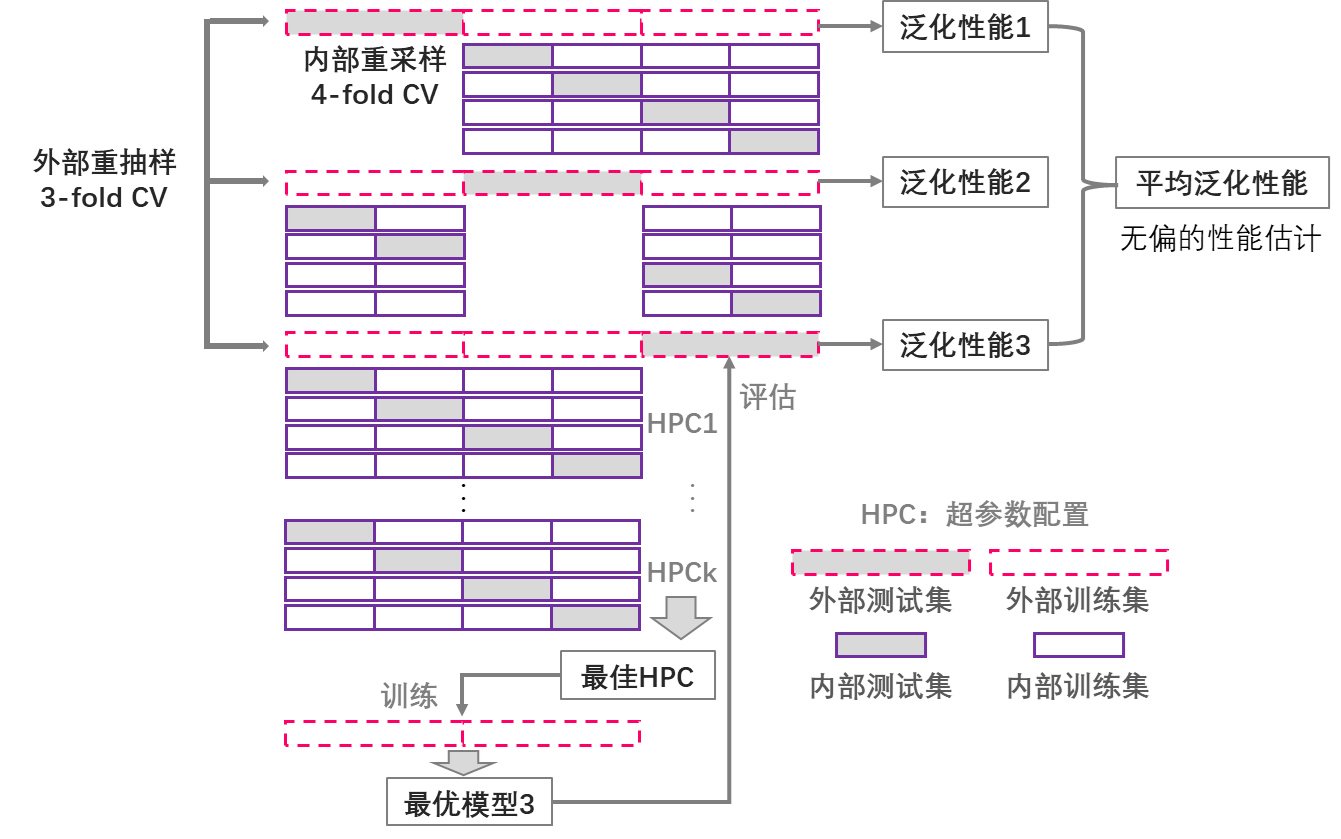 泛化性能1
内部重采样
4-fold CV
外部重抽样
3-fold CV
泛化性能2
平均泛化性能
无偏的性能估计
泛化性能3
评估
HPC1
⋮
⋮
HPC：超参数配置
HPCk
外部测试集
外部训练集
最佳HPC
训练
内部测试集
内部训练集
最优模型3